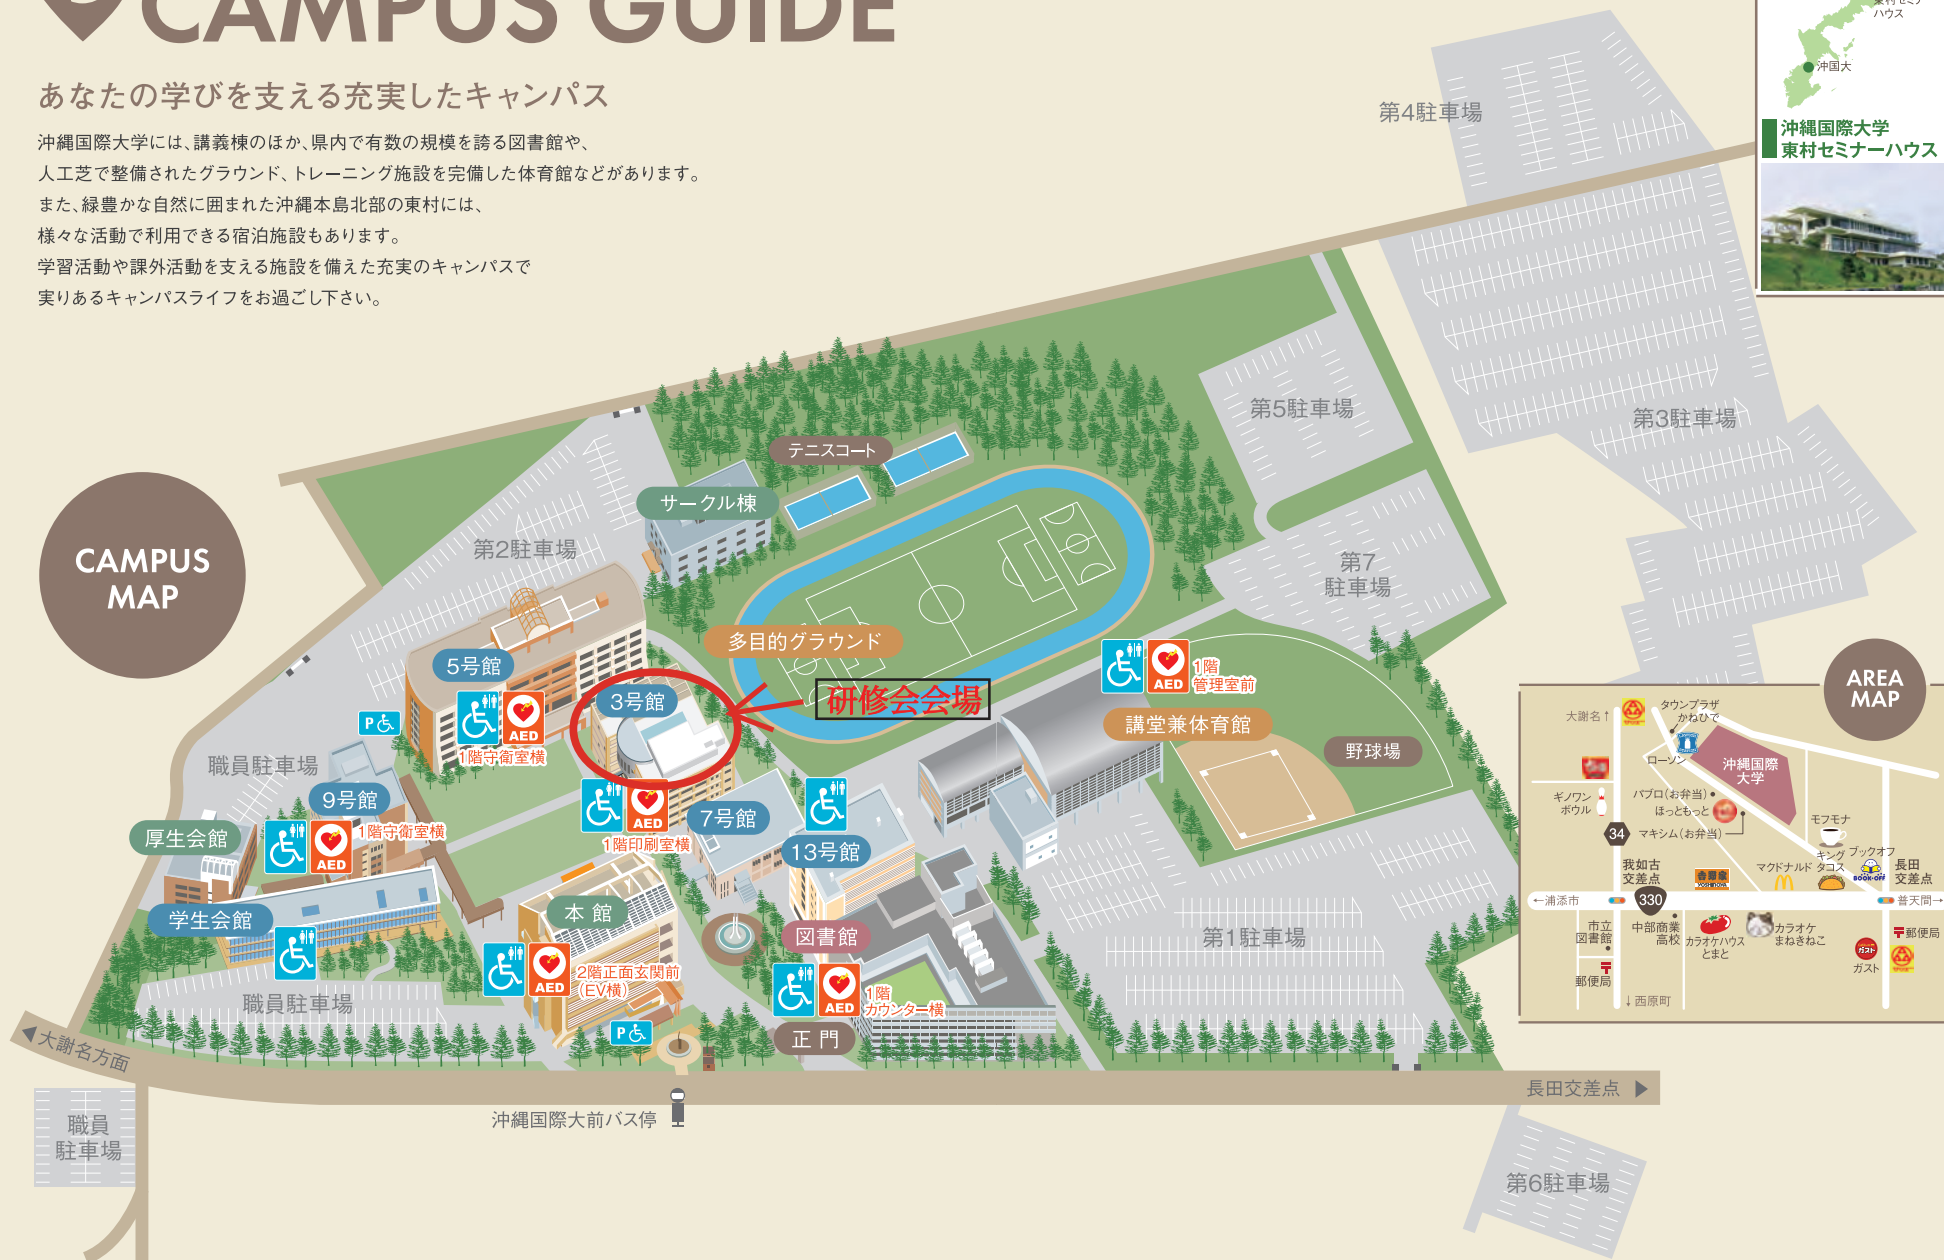 CAMPUS GUIDE
あなたの学びを支える充実したキャンパス
沖縄国際大学には、講義棟のほか、県内で有数の規模を誇る図書館や、
人工芝で整備されたグラウンド、トレーニング施設を完備した体育館などがあります。
また、緑豊かな自然に囲まれた沖縄本島北部の東村には、
様々な活動で利用できる宿泊施設もあります。
学習活動や課外活動を支える施設を備えた充実のキャンパスで
実りあるキャンパスライフをお過ごし下さい。
東村セミナー
ハウス
沖国大
沖縄国際大学
東村セミナーハウス
CAMPUS
MAP
第4駐車場
第3駐車場
第5駐車場
第7
駐車場
テニスコート
サークル棟
第2駐車場
多目的グラウンド
5号館
P
AED
1階守衛室横
3号館
研修会会場
AED
1階印刷室横
AED
1階
管理室前
講堂兼体育館
野球場
職員駐車場
9号館
AED
1階守衛室横
厚生会館
学生会館
職員駐車場
7号館
13号館
本館
AED
2階正面玄関前
(EV横)
P
図書館
AED
1階
カウンター横
正門
第1駐車場
大謝名方面
長田交差点
沖縄国際大前バス停
職員
駐車場
第6駐車場
AREA
MAP
大謝名↑
タウンプラザ
かねひで
ローソン
沖縄国際
大学
ギノワン
ボウル
パブロ(お弁当)
ほっともっと
マキシム(お弁当)
34
モフモナ
我如古
交差点
マクドナルド
キング
タコス
ブックオフ
BOOK-OFF
長田
交差点
吉野家
←浦添市
330
普天間→
市立
図書館
中部商業
高校
カラオケハウス
とまと
カラオケ
まねきねこ
ガスト
郵便局
郵便局
↓西原町